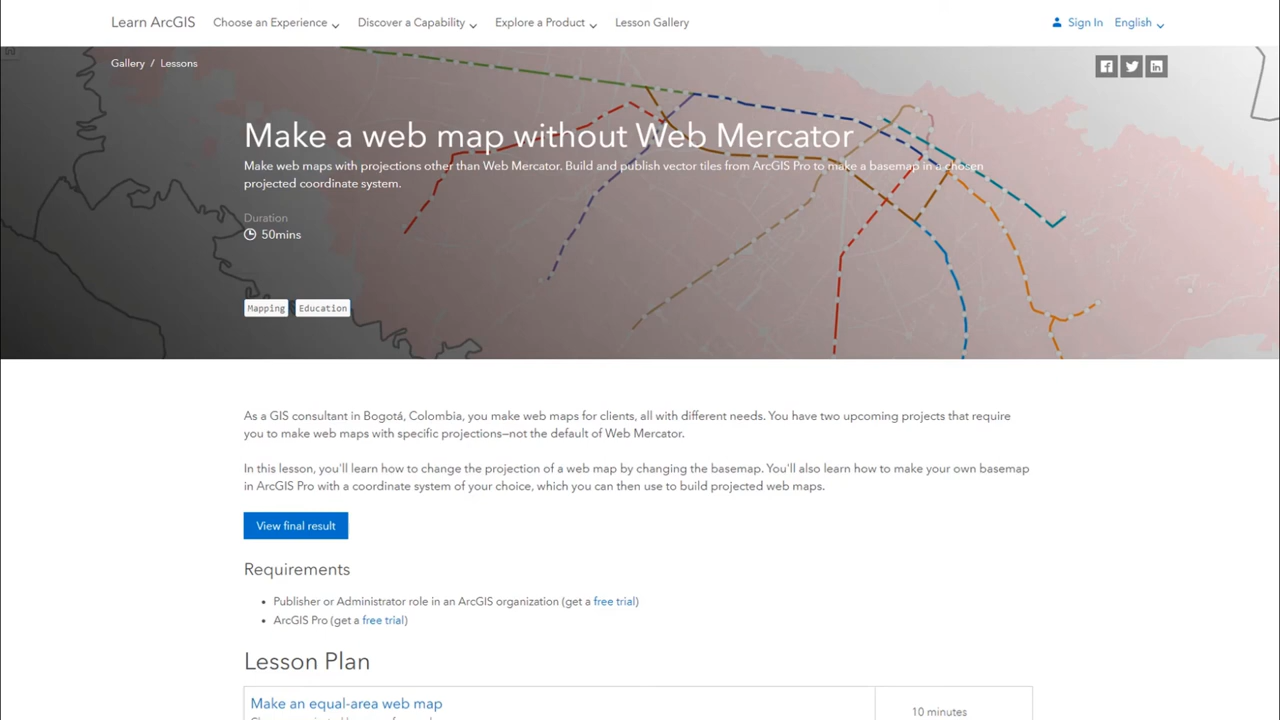 Learn ArcGIS Choose an Experience Discover a Capability Explore a Product Lesson Gallery Sign In English
Gallery / Lessons
Make a web map without Web Mercator
Make web maps with projections other than Web Mercator. Build and publish vector tiles from ArcGIS Pro to make a basemap in a chosen
projected coordinate system.
Duration
50mins
Mapping Education
As a GIS consultant in Bogotá, Colombia, you make web maps for clients, all with different needs. You have two upcoming projects that require
you to make web maps with specific projections—not the default of Web Mercator.
In this lesson, you'll learn how to change the projection of a web map by changing the basemap. You'll also learn how to make your own basemap
in ArcGIS Pro with a coordinate system of your choice, which you can then use to build projected web maps.
View final result
Requirements
• Publisher or Administrator role in an ArcGIS organization (get a free trial)
• ArcGIS Pro (get a free trial)
Lesson Plan
Make an equal-area web map 10 minutes